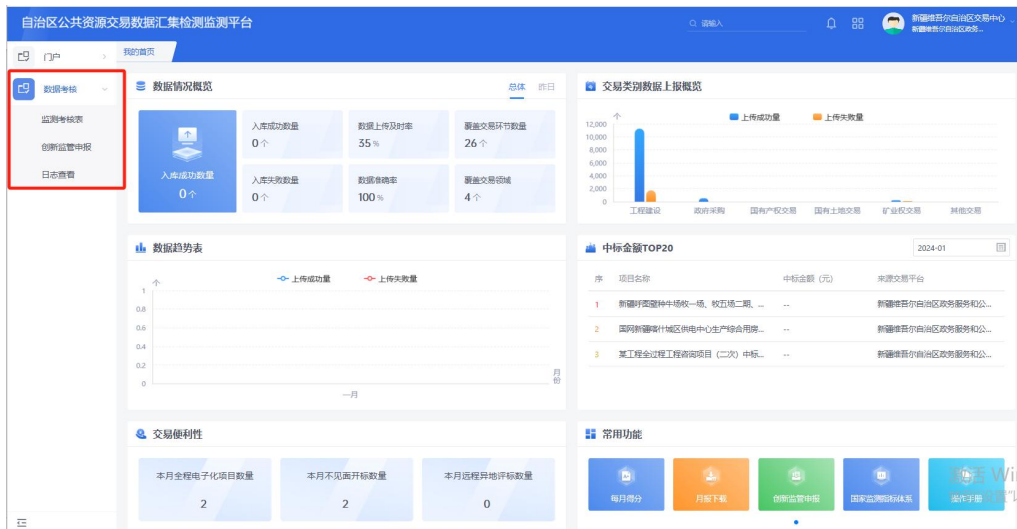 自治区公共资源交易数据汇集检测监测平台
请输入
新疆维吾尔自治区交易中心
新疆维吾尔自治区政务...
门户
我的首页
数据考核
监测考核表
创新监管申报
日志查看
数据情况概览
总体
昨日
入库成功数量
0个
入库成功数量
0个
数据上传及时率
35%
覆盖交易环节数量
26个
入库失败数量
0个
数据准确率
100%
覆盖交易领域
4个
交易类别数据上报概览
个
上传成功量
上传失败量
12,000
10,000
8,000
6,000
4,000
2,000
0
工程建设
政府采购
国有产权交易
国有土地交易
矿业权交易
其他交易
数据趋势表
个
上传成功量
上传失败量
1
0.8
0.6
0.4
0.2
0
一月
月份
中标金额TOP20
2024-01
序 项目名称 中标金额（元） 来源交易平台
1 新疆呼图壁种牛场牧一场、牧五场二期、... -- 新疆维吾尔自治区政务服务和公...
2 国网新疆喀什城区供电中心生产综合用房... -- 新疆维吾尔自治区政务服务和公...
3 某工程全过程工程咨询项目（二次）中标... -- 新疆维吾尔自治区政务服务和公...
交易便利性
本月全程电子化项目数量
2
本月不见面开标数量
2
本月远程异地评标数量
0
常用功能
每月得分
月报下载
创新监管申报
国家监测指标体系
操作手册
激活 Wi